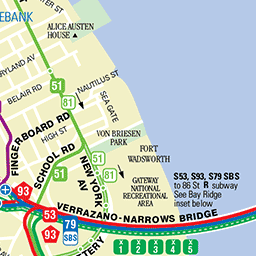 EBANK
ER ST
ALICE AUSTEN
HOUSE
ARYLAND AV
51
NAUTILUS ST
BELAIR RD
81
SEA GATE
FINGERBOARD RD
HIGH ST
VON BRIESEN
PARK
SCHOOL RD
51
81
FORT
WADSWORTH
NEW YORK
AV
GATEWAY
NATIONAL
RECREATIONAL
AREA
S53, S93, S79 SBS
to 86 St R subway
See Bay Ridge
inset below
93
53
VERRAZANO-NARROWS BRIDGE
93
79
SBS
TERY
1
2
3
4
5